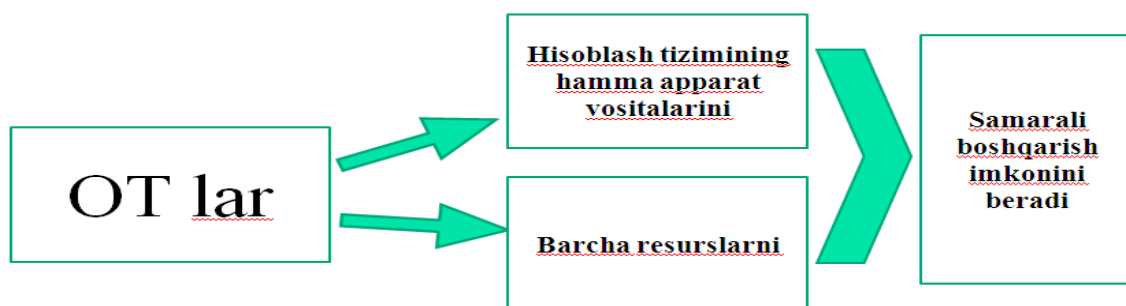 OT lar
Hisoblash tizimining
hamma apparat
vositalarini
Barcha resurslarni
Samarali
boshqarish
imkonini
beradi